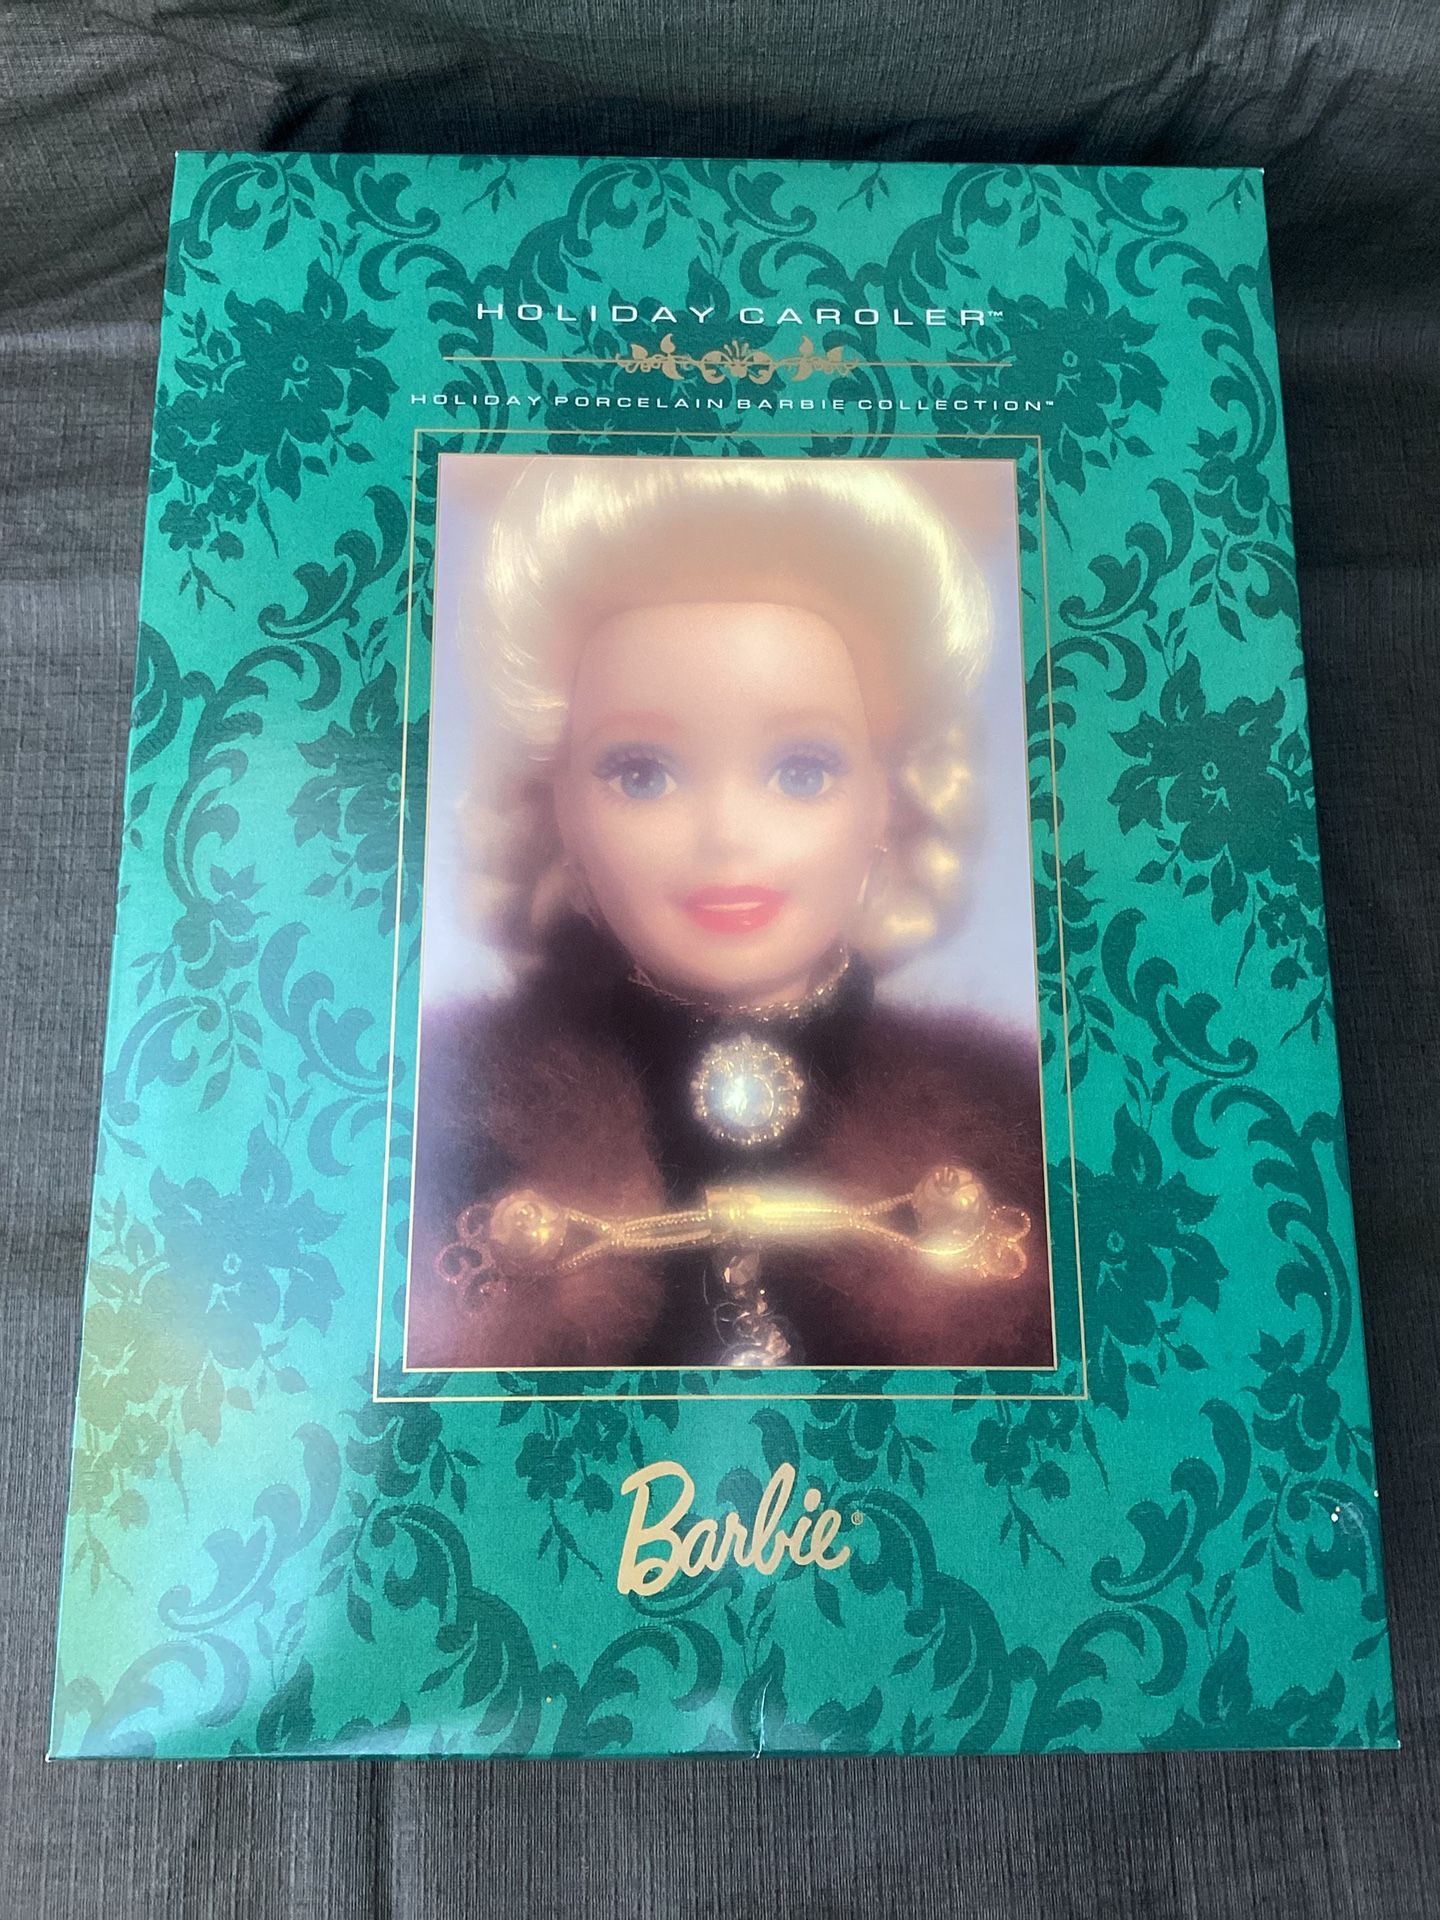 HOLIDAY CAROLER™
HOLIDAY PORCELAIN BARBIE COLLECTION™
Barbie®